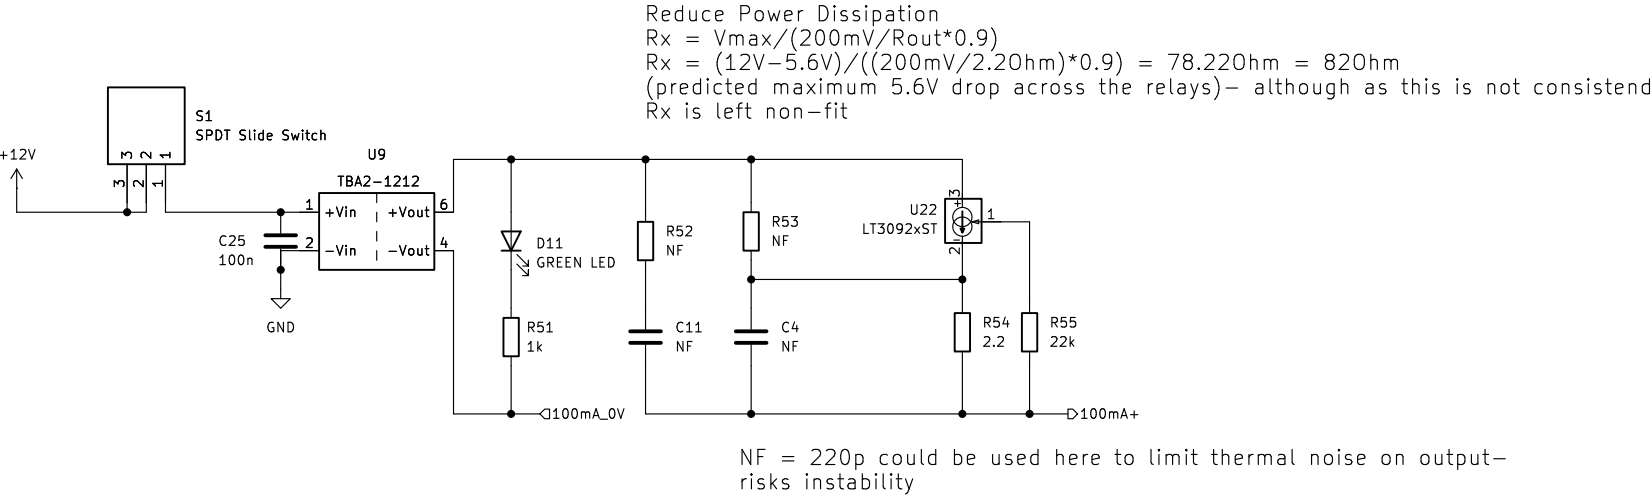 Reduce Power Dissipation
Rx = Vmax/(200mV/Rout*0.9)
Rx = (12V-5.6V)/((200mV/2.2Ohm)*0.9) = 78.22Ohm = 82Ohm
(predicted maximum 5.6V drop across the relays)- although as this is not consistend
Rx is left non-fit
S1
SPDT Slide Switch
3 2 1
3 2 1
+12V
U9
TBA2-1212
1 +Vin +Vout 6
2 -Vin -Vout 4
C25
100n
GND
D11
GREEN LED
R51
1k
100mA_0V
R52
NF
C11
NF
R53
NF
C4
NF
U22
LT3092xST
3
+
1
-
2
R54
2.2
R55
22k
100mA+
NF = 220p could be used here to limit thermal noise on output-
risks instability